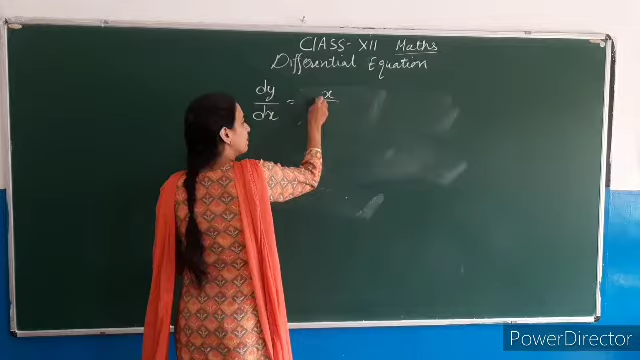 CLASS-XII Maths
Differential Equation
dy/dx = x
PowerDirector